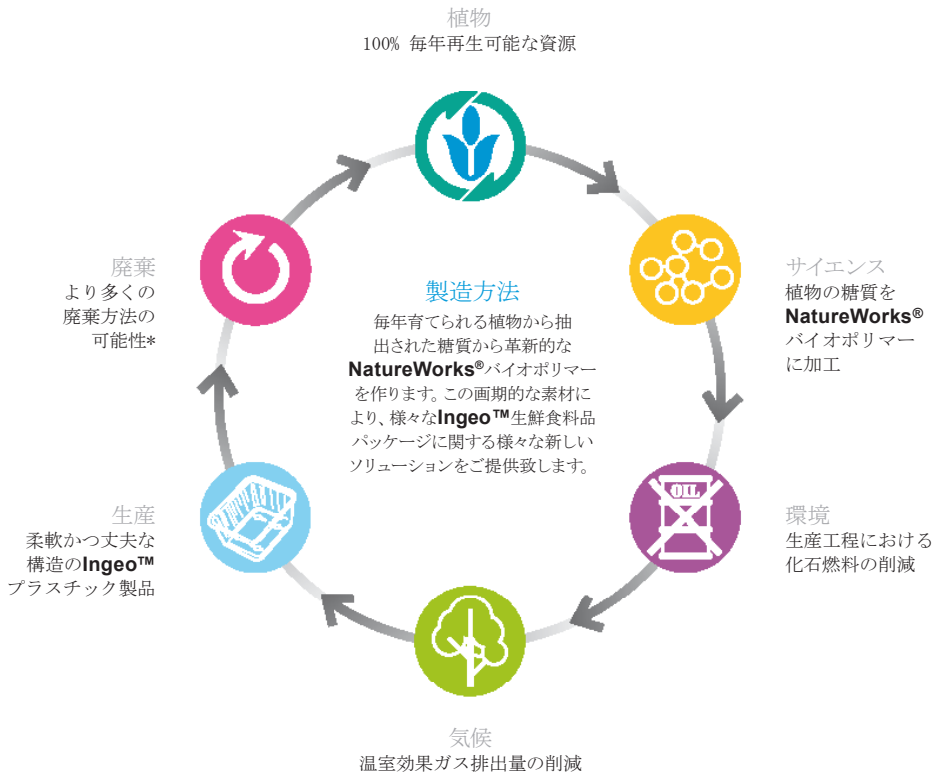 植物
100% 毎年再生可能な資源
サイエンス
植物の糖質を
NatureWorks®
バイオポリマー
に加工
環境
生産工程における
化石燃料の削減
OIL
気候
温室効果ガス排出量の削減
生産
柔軟かつ丈夫な
構造のIngeo™
プラスチック製品
廃棄
より多くの
廃棄方法の
可能性*
製造方法
毎年育てられる植物から抽
出された糖質から革新的な
NatureWorks®バイオポリマー
を作ります。この画期的な素材に
より、様々なIngeo™生鮮食料品
パッケージに関する様々な新しい
ソリューションをご提供致します。